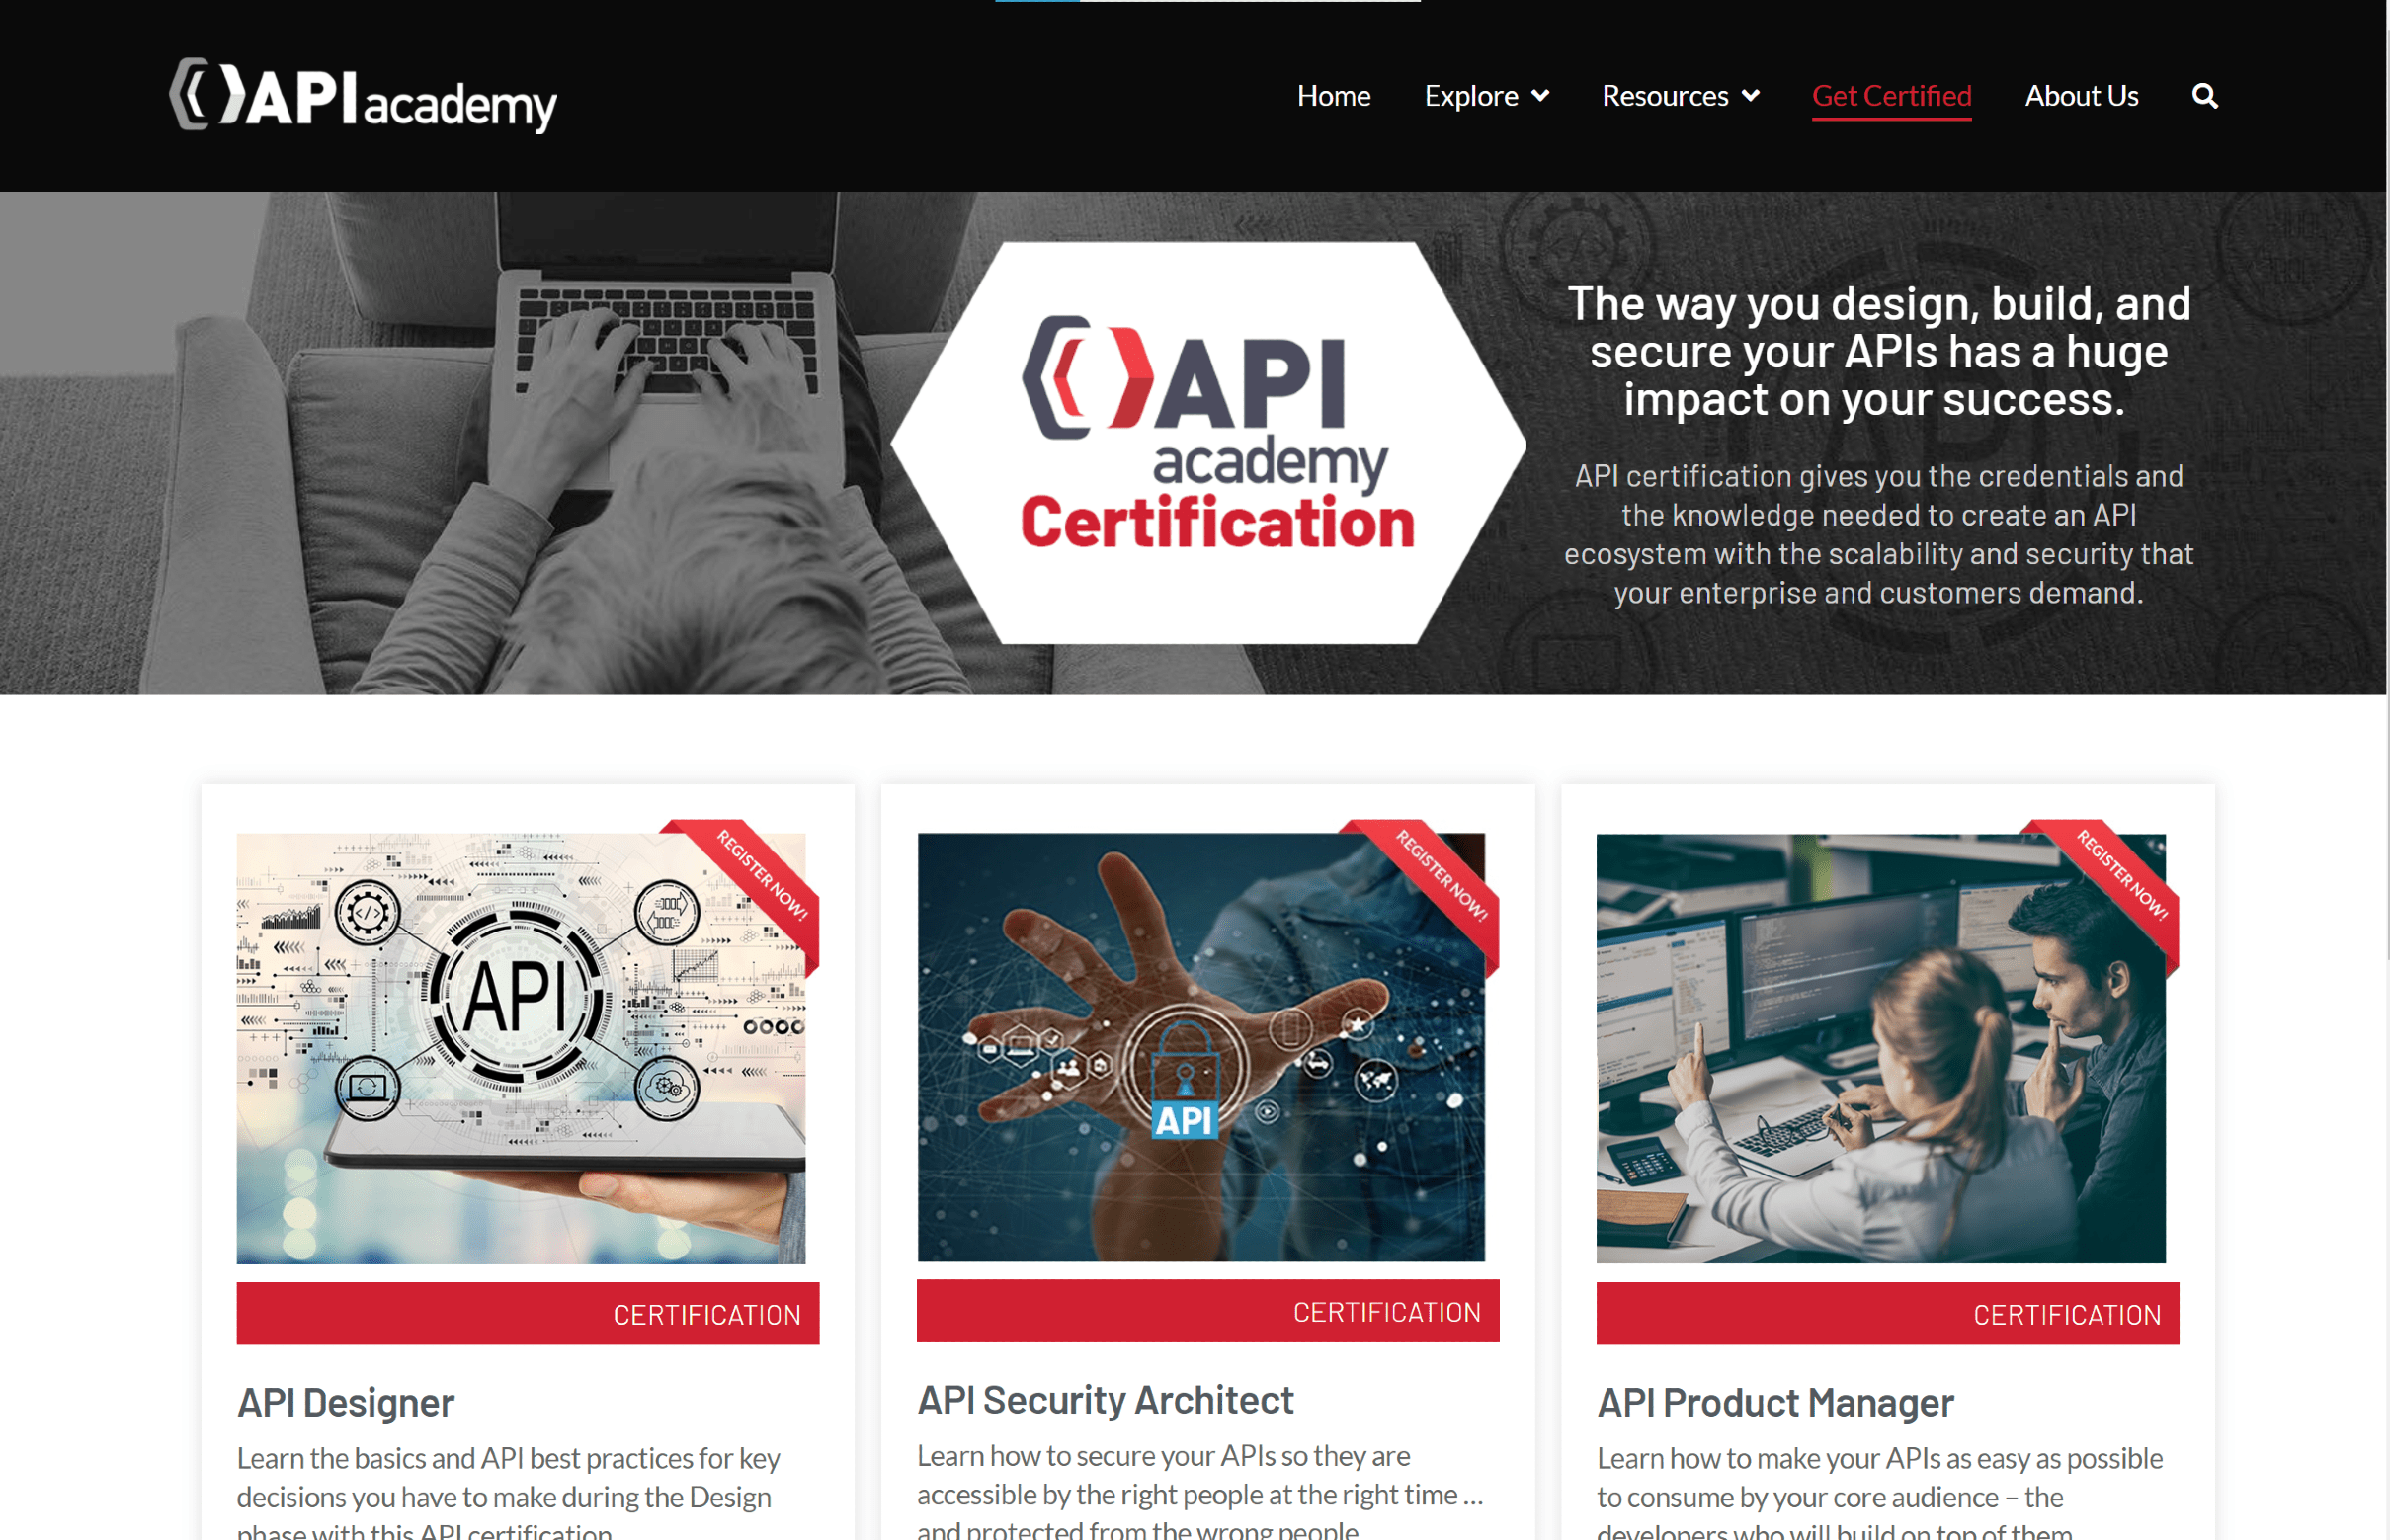 API academy
Home
Explore
Resources
Get Certified
About Us
API
academy
Certification
The way you design, build, and
secure your APIs has a huge
impact on your success.
API certification gives you the credentials and
the knowledge needed to create an API
ecosystem with the scalability and security that
your enterprise and customers demand.
REGISTER NOW!
API
CERTIFICATION
API Designer
Learn the basics and API best practices for key
decisions you have to make during the Design
phase with this API certification
REGISTER NOW!
API
CERTIFICATION
API Security Architect
Learn how to secure your APIs so they are
accessible by the right people at the right time ...
and protected from the wrong people
REGISTER NOW!
CERTIFICATION
API Product Manager
Learn how to make your APIs as easy as possible
to consume by your core audience – the
developers who will build on top of them